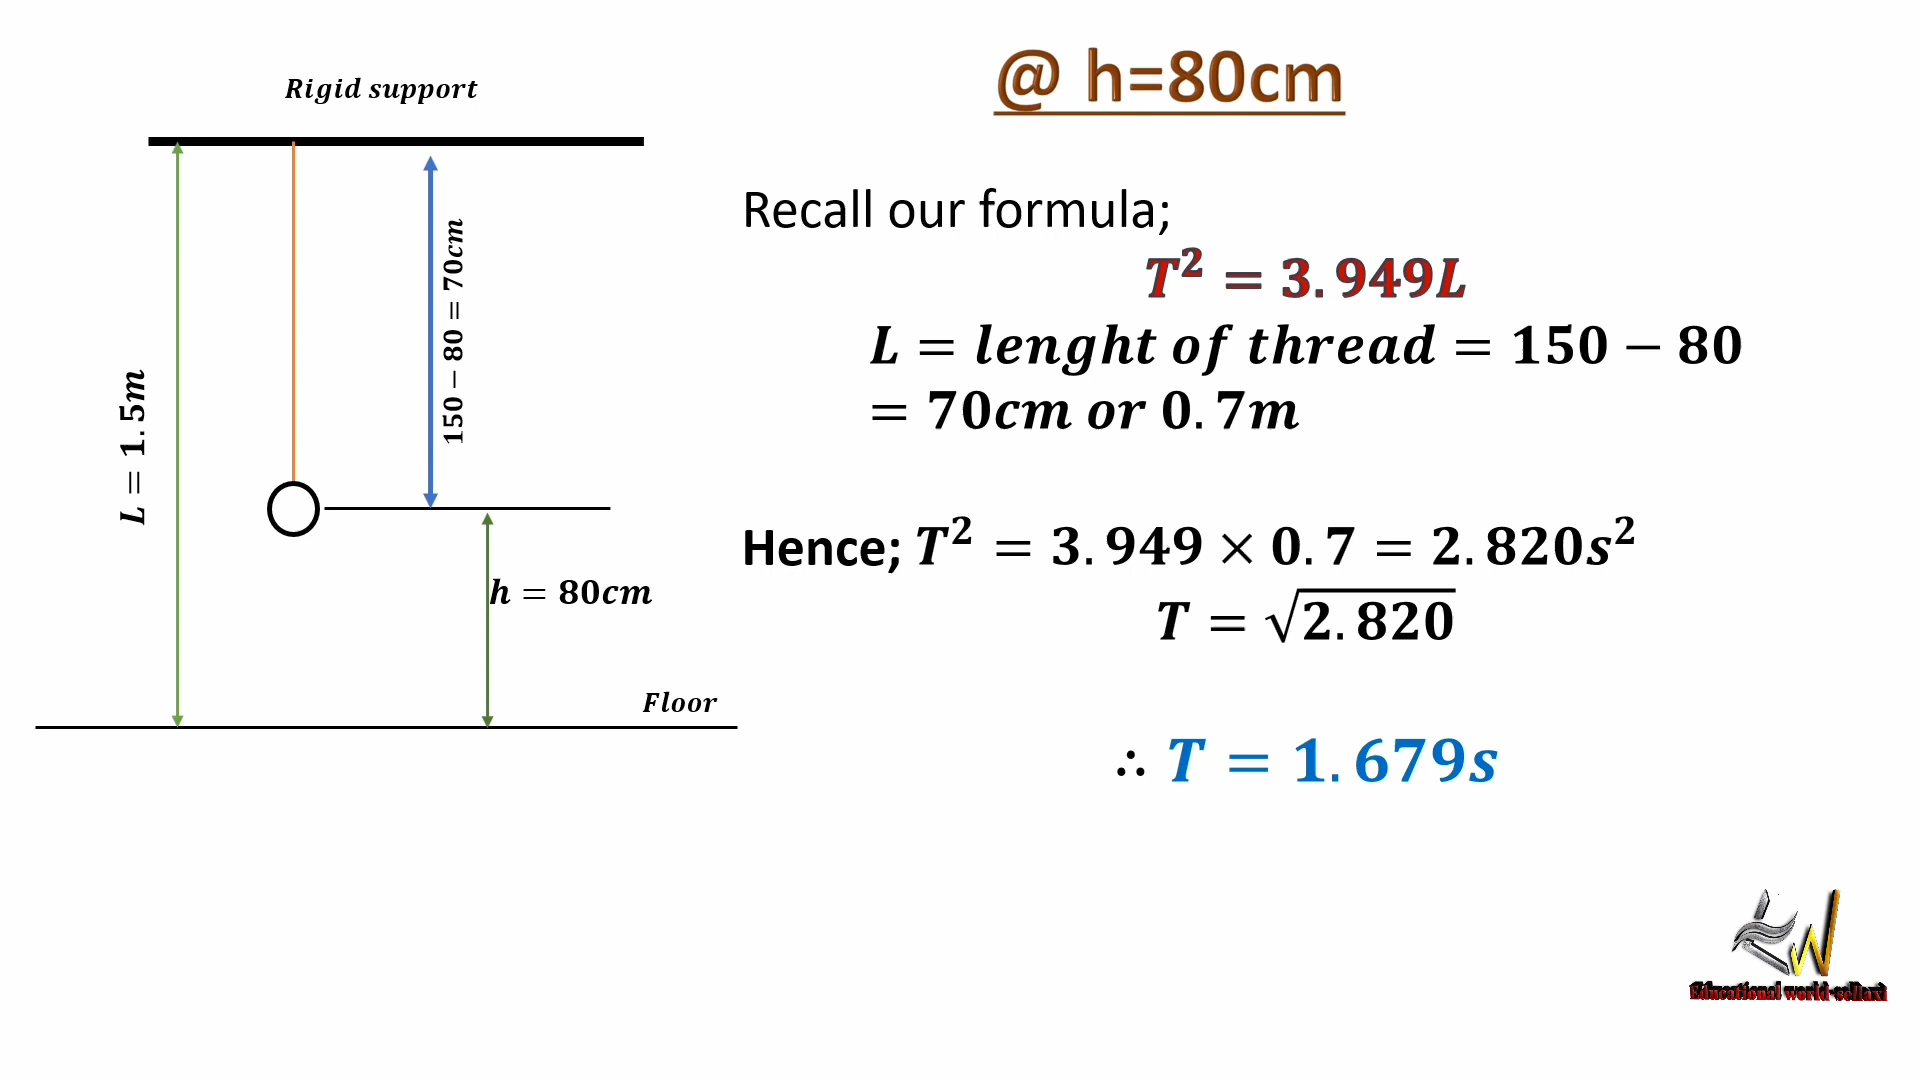 @ h=80cm
Rigid support
L = 1.5m
150 − 80 = 70cm
h = 80cm
Floor
Recall our formula;
T² = 3.949L
L = lenght of thread = 150 − 80
= 70cm or 0.7m
Hence; T² = 3.949 × 0.7 = 2.820s²
T = √2.820
∴ T = 1.679s
Educational world